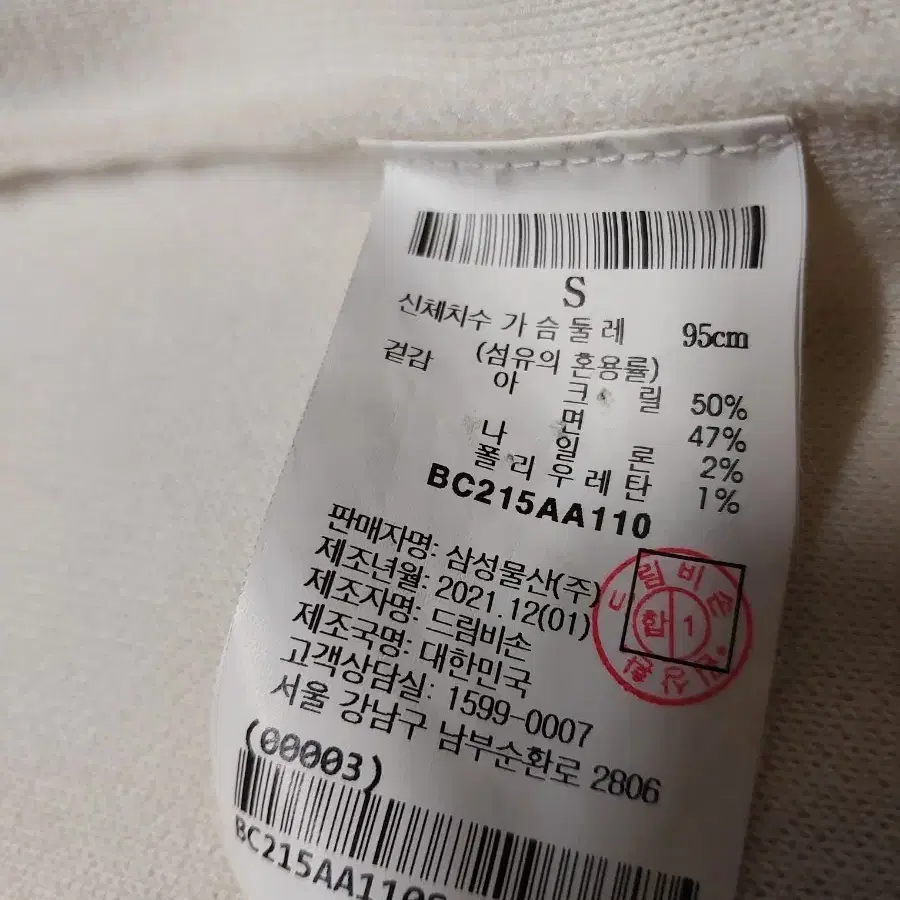 S
신체치수 가슴둘레 95cm
겉감 (섬유의 혼용률)
아크릴 50%
면 47%
나일론 2%
폴리우레탄 1%
BC215AA110
판매자명: 삼성물산(주)
제조년월: 2021.12(01)
제조자명: 드림비손
제조국명: 대한민국
고객상담실: 1599-0007
서울 강남구 남부순환로 2806
합 1
(00003)
BC215AA110